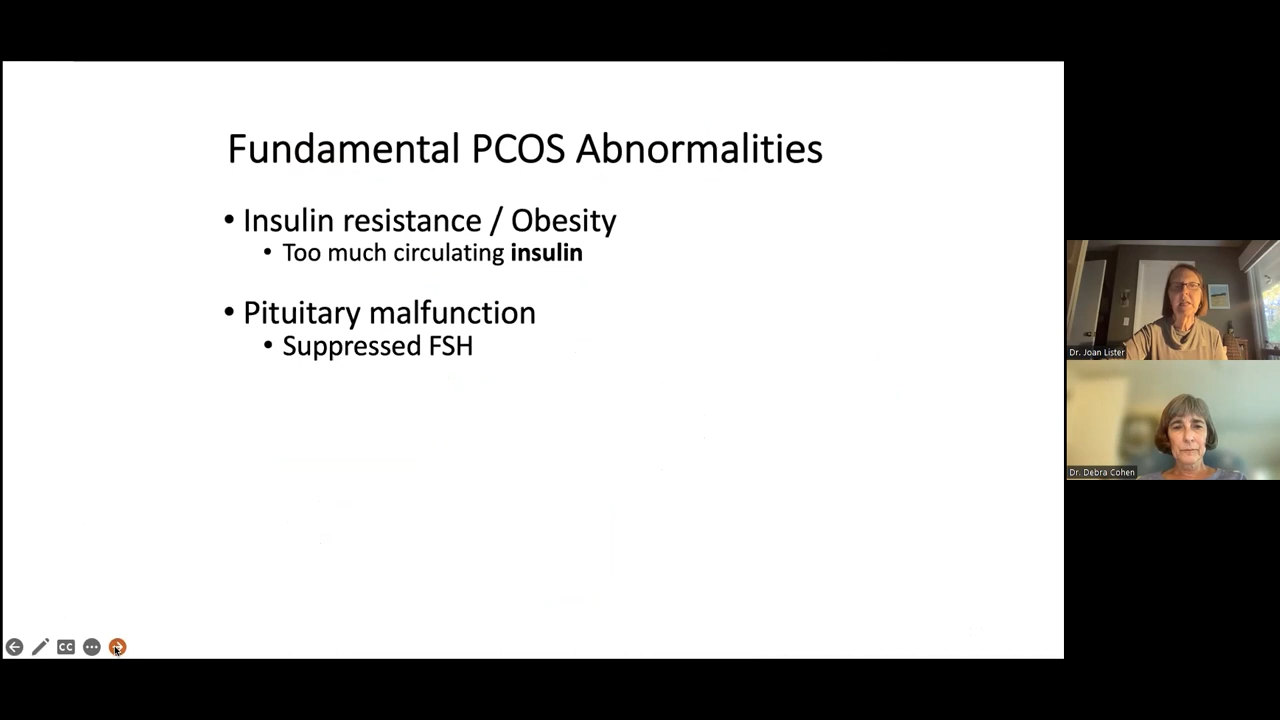 Fundamental PCOS Abnormalities
• Insulin resistance / Obesity
• Too much circulating insulin
• Pituitary malfunction
• Suppressed FSH
Dr. Joan Lister
Dr. Debra Cohen
CC